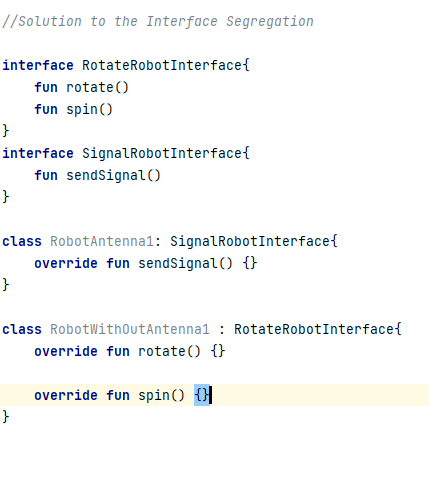 //Solution to the Interface Segregation
interface RotateRobotInterface{
    fun rotate()
    fun spin()
}
interface SignalRobotInterface{
    fun sendSignal()
}
class RobotAntenna1: SignalRobotInterface{
    override fun sendSignal() {}
}
class RobotWithOutAntenna1 : RotateRobotInterface{
    override fun rotate() {}
    override fun spin() {}
}